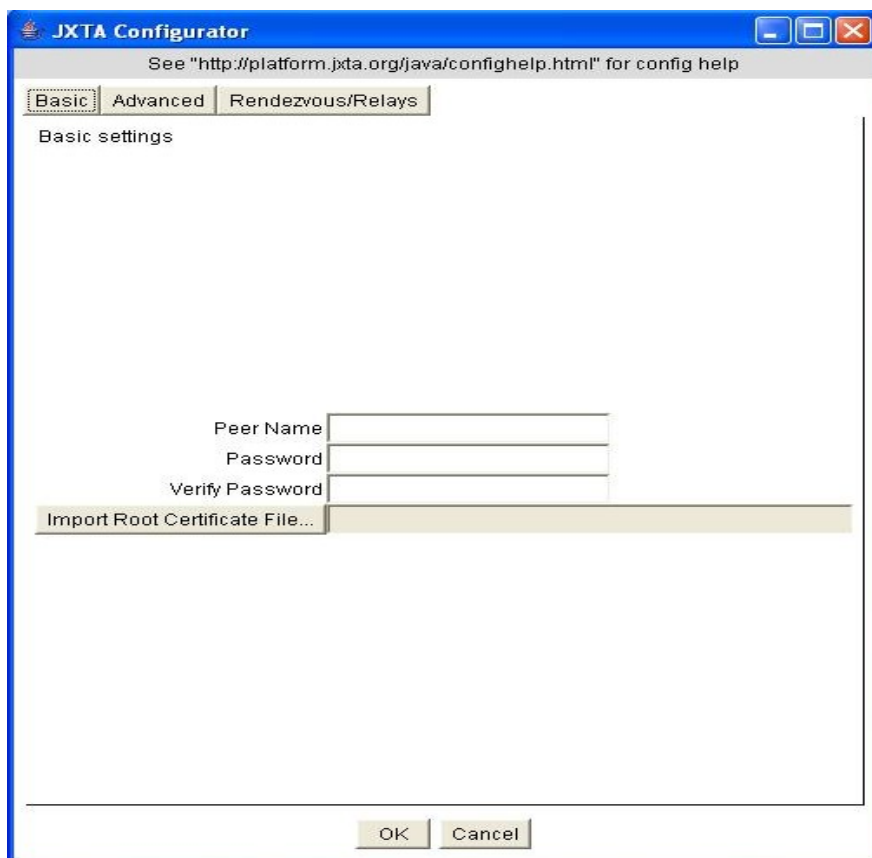 JXTA Configurator
See "http://platform.jxta.org/java/confighelp.html" for config help
Basic Advanced Rendezvous/Relays
Basic settings
Peer Name
Password
Verify Password
Import Root Certificate File...
OK Cancel